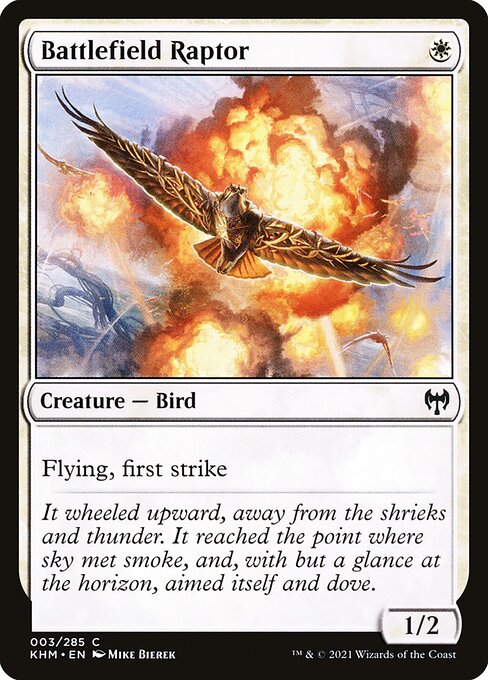 Battlefield Raptor
Creature — Bird
Flying, first strike
It wheeled upward, away from the shrieks
and thunder. It reached the point where
sky met smoke, and, with but a glance at
the horizon, aimed itself and dove.
1/2
003/285 C
KHM • EN Mike Bierek
™ & © 2021 Wizards of the Coast